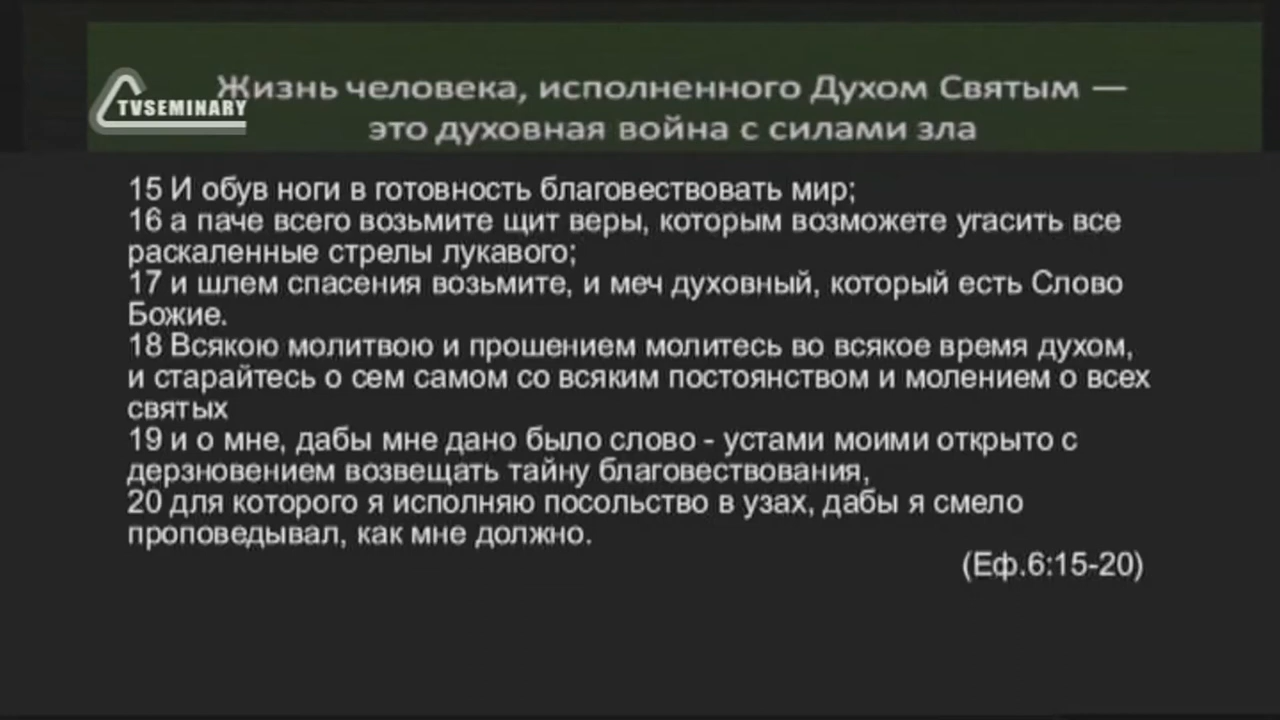 Жизнь человека, исполненного Духом Святым —
TVSEMINARY
это духовная война с силами зла
15 И обув ноги в готовность благовествовать мир;
16 а паче всего возьмите щит веры, которым возможете угасить все
раскаленные стрелы лукавого;
17 и шлем спасения возьмите, и меч духовный, который есть Слово
Божие.
18 Всякою молитвою и прошением молитесь во всякое время духом,
и старайтесь о сем самом со всяким постоянством и молением о всех
святых
19 и о мне, дабы мне дано было слово - устами моими открыто с
дерзновением возвещать тайну благовествования,
20 для которого я исполняю посольство в узах, дабы я смело
проповедывал, как мне должно.
(Еф.6:15-20)